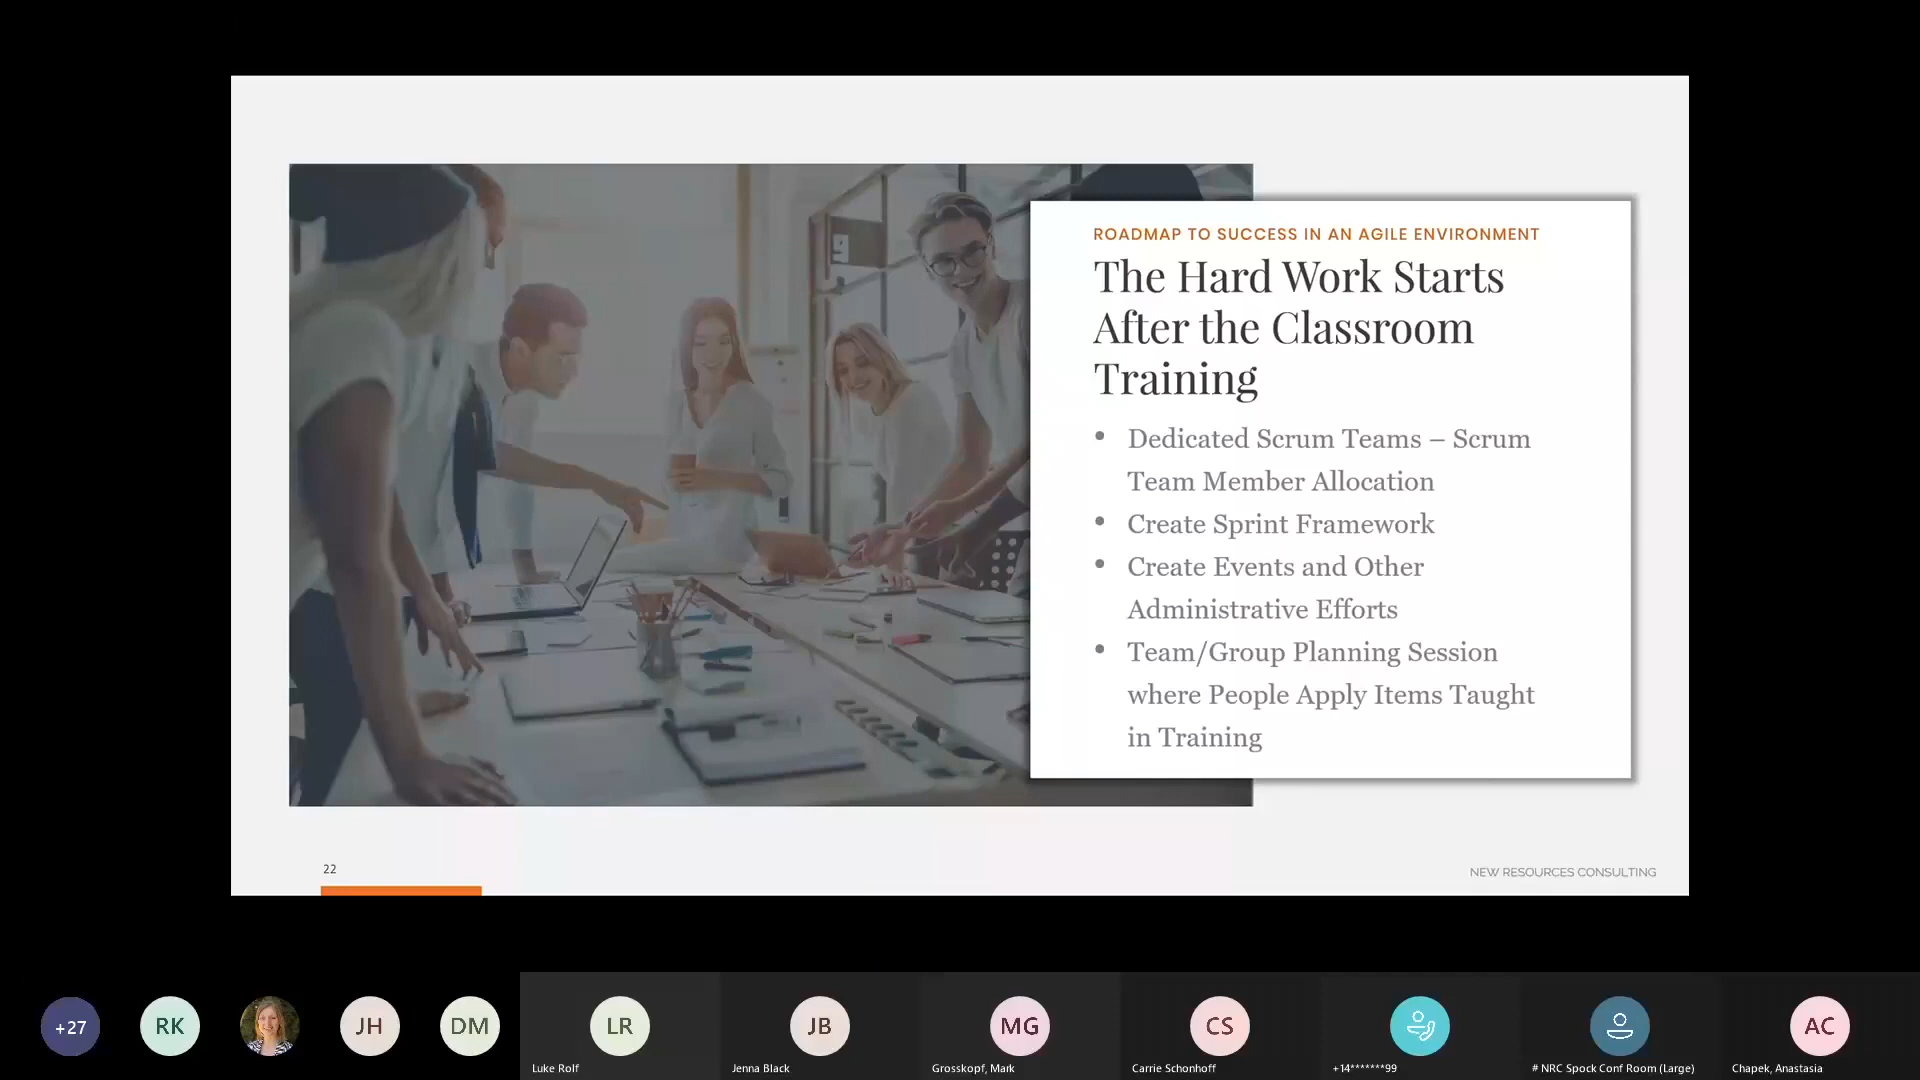 ROADMAP TO SUCCESS IN AN AGILE ENVIRONMENT
The Hard Work Starts
After the Classroom
Training
• Dedicated Scrum Teams – Scrum
Team Member Allocation
• Create Sprint Framework
• Create Events and Other
Administrative Efforts
• Team/Group Planning Session
where People Apply Items Taught
in Training
22
NEW RESOURCES CONSULTING
+27
RK
JH
DM
LR
JB
MG
CS
AC
Luke Rolf
Jenna Black
Grosskopf, Mark
Carrie Schonhoff
+14*******99
# NRC Spock Conf Room (Large)
Chapek, Anastasia